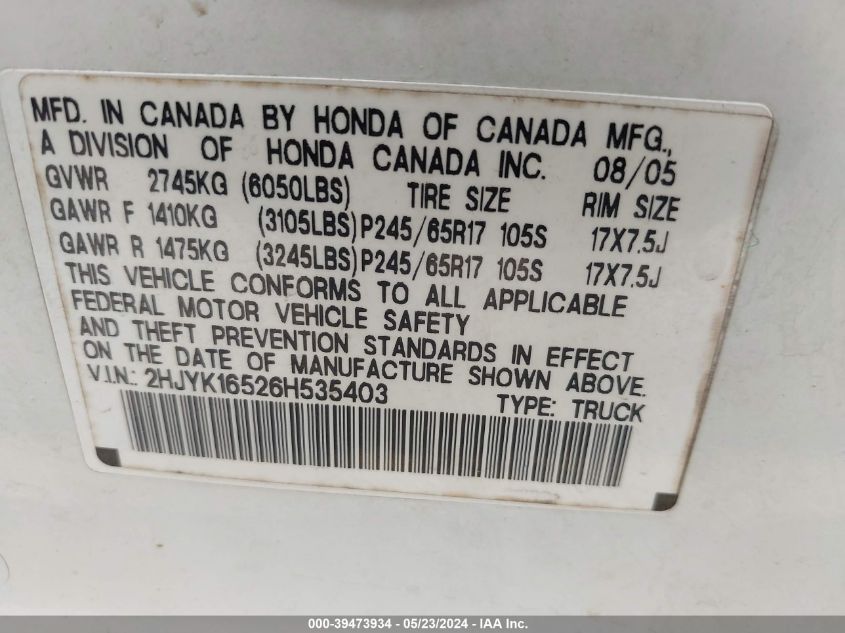 MFD. IN CANADA BY HONDA OF CANADA MFG.,
A DIVISION OF HONDA CANADA INC. 08/05
GVWR 2745KG (6050LBS) TIRE SIZE RIM SIZE
GAWR F 1410KG (3105LBS) P245/65R17 105S 17X7.5J
GAWR R 1475KG (3245LBS) P245/65R17 105S 17X7.5J
THIS VEHICLE CONFORMS TO ALL APPLICABLE
FEDERAL MOTOR VEHICLE SAFETY
AND THEFT PREVENTION STANDARDS IN EFFECT
ON THE DATE OF MANUFACTURE SHOWN ABOVE.
V.I.N.: 2HJYK16526H535403 TYPE: TRUCK
000-39473934 - 05/23/2024 - IAA Inc.